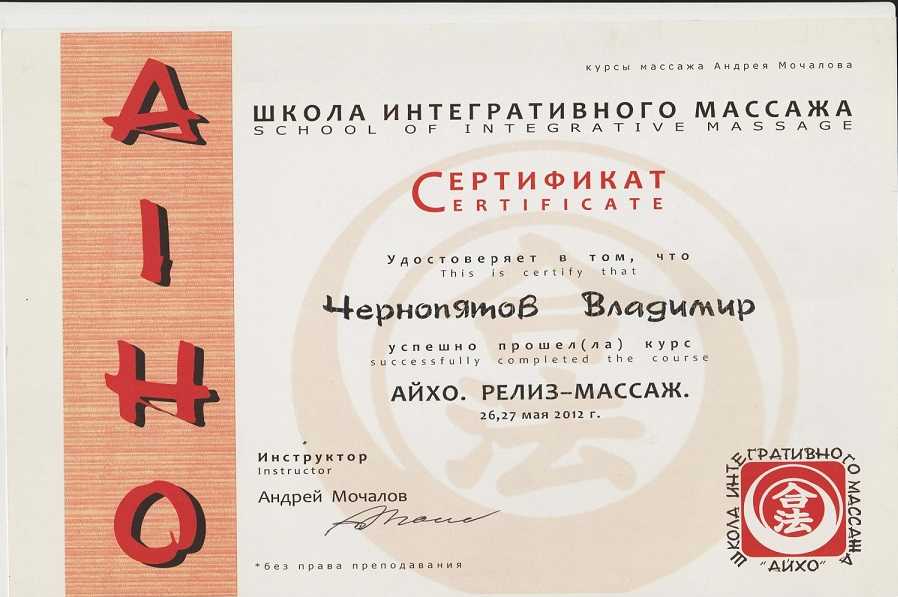 AIHO
курсы массажа Андрея Мочалова
ШКОЛА ИНТЕГРАТИВНОГО МАССАЖА
SCHOOL OF INTEGRATIVE MASSAGE
СЕРТИФИКАТ
CERTIFICATE
Удостоверяет в том, что
This is certify that
Чернопятов Владимир
успешно прошел(ла) курс
successfully completed the course
АЙХО. РЕЛИЗ–МАССАЖ.
26,27 мая 2012 г.
Инструктор
Instructor
Андрей Мочалов
*без права преподавания
ШКОЛА ИНТЕГРАТИВНОГО МАССАЖА
合法
"АЙХО"